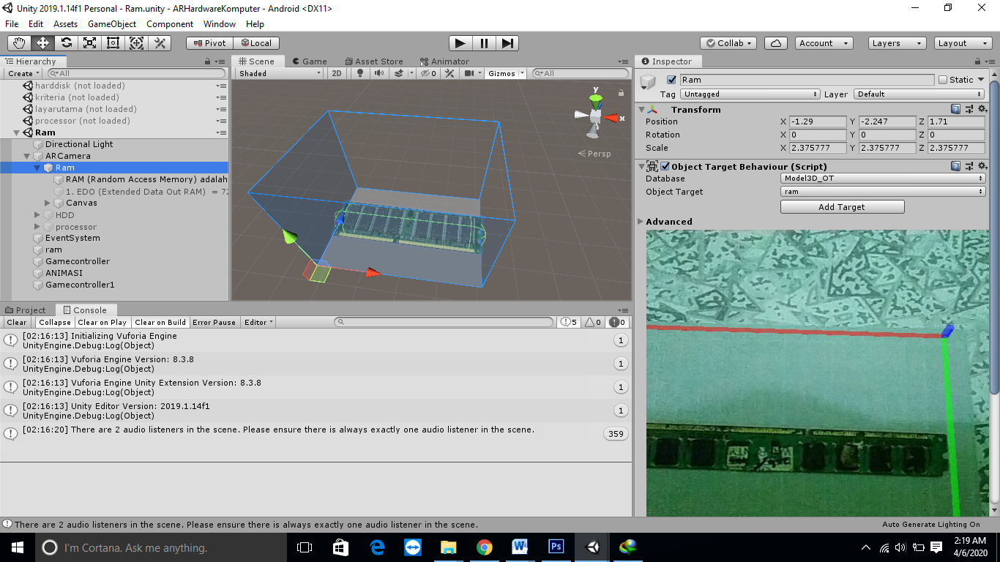 Unity 2019.1.14f1 Personal - Ram.unity - ARHardwareKomputer - Android <DX11>
File Edit Assets GameObject Component Window Help
Pivot Local Collab Account Layers Layout
Hierarchy
Create All
harddisk (not loaded)
kriteria (not loaded)
layarutama (not loaded)
processor (not loaded)
Ram
Directional Light
ARCamera
Ram
RAM (Random Access Memory) adalah
1. EDO (Extended Data Out RAM) = 72
Canvas
HDD
processor
EventSystem
ram
Gamecontroller
ANIMASI
Gamecontroller1
Scene Game Asset Store Animator
Shaded 2D 0 Gizmos All
y
x
Persp
Inspector
Ram Static
Tag Untagged Layer Default
Transform
Position X -1.29 Y -2.247 Z 1.71
Rotation X 0 Y 0 Z 0
Scale X 2.375777 Y 2.375777 Z 2.375777
Object Target Behaviour (Script)
Database Model3D_OT
Object Target ram
Add Target
Advanced
Project Console
Clear Collapse Clear on Play Clear on Build Error Pause Editor 5 0 0
[02:16:13] Initializing Vuforia Engine
UnityEngine.Debug:Log(Object)
1
[02:16:13] Vuforia Engine Version: 8.3.8
UnityEngine.Debug:Log(Object)
1
[02:16:13] Vuforia Engine Unity Extension Version: 8.3.8
UnityEngine.Debug:Log(Object)
1
[02:16:13] Unity Editor Version: 2019.1.14f1
UnityEngine.Debug:Log(Object)
1
[02:16:20] There are 2 audio listeners in the scene. Please ensure there is always exactly one audio listener in the scene.
359
There are 2 audio listeners in the scene. Please ensure there is always exactly one audio listener in the scene.
Auto Generate Lighting On
I'm Cortana. Ask me anything.
2:19 AM
4/6/2020